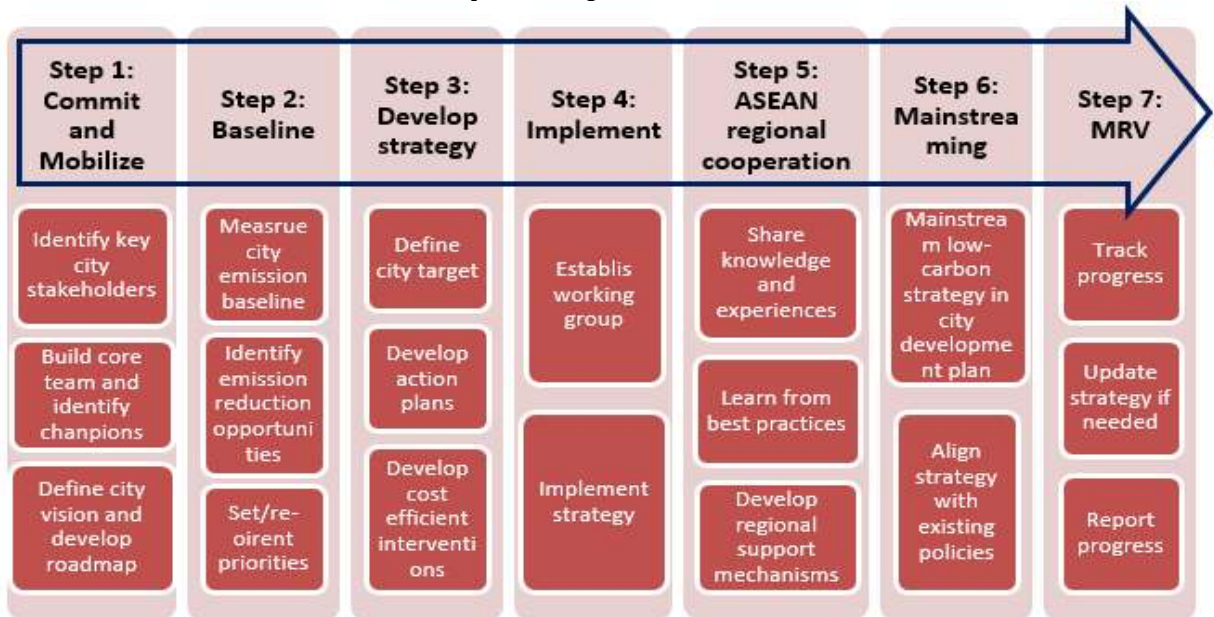 Step 1:
Commit
and
Mobilize
Identify key
city
stakeholders
Build core
team and
identify
chanpions
Define city
vision and
develop
roadmap
Step 2:
Baseline
Measrue
city
emission
baseline
Identify
emission
reduction
opportuni
ties
Set/re-
oirent
priorities
Step 3:
Develop
strategy
Define
city target
Develop
action
plans
Develop
cost
efficient
interventi
ons
Step 4:
Implement
Establis
working
group
Implement
strategy
Step 5:
ASEAN
regional
cooperation
Share
knowledge
and
experiences
Learn from
best practices
Develop
regional
support
mechanisms
Step 6:
Mainstrea
ming
Mainstrea
m low-
carbon
strategy in
city
developme
nt plan
Align
strategy
with
existing
policies
Step 7:
MRV
Track
progress
Update
strategy if
needed
Report
progress